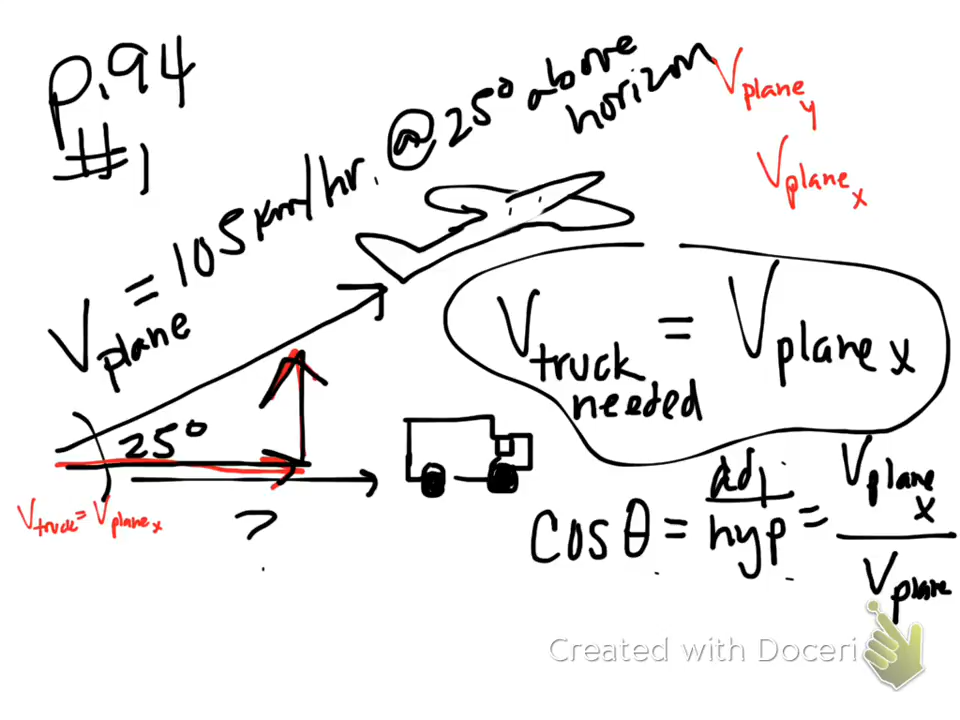 p.94
#1
Vplane = 105 km/hr. @ 25° above horizon
Vplane y
Vplane x
Vtruck needed = Vplane x
25°
Vtruck = Vplane x
?
cos θ = adj/hyp = Vplane x/Vplane
Created with Doceri